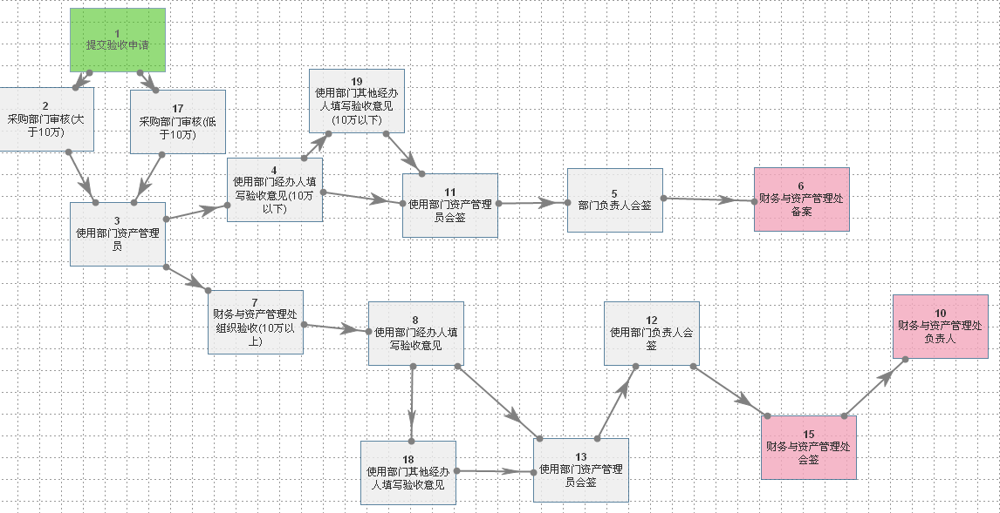 1
提交验收申请
2
采购部门审核(大
于10万)
17
采购部门审核(低
于10万)
19
使用部门其他经办
人填写验收意见
(10万以下)
4
使用部门经办人填
写验收意见(10万
以下)
11
使用部门资产管理
员会签
5
部门负责人会签
6
财务与资产管理处
备案
3
使用部门资产管理
员
7
财务与资产管理处
组织验收(10万以
上)
8
使用部门经办人填
写验收意见
12
使用部门负责人会
签
10
财务与资产管理处
负责人
18
使用部门其他经办
人填写验收意见
13
使用部门资产管理
员会签
15
财务与资产管理处
会签